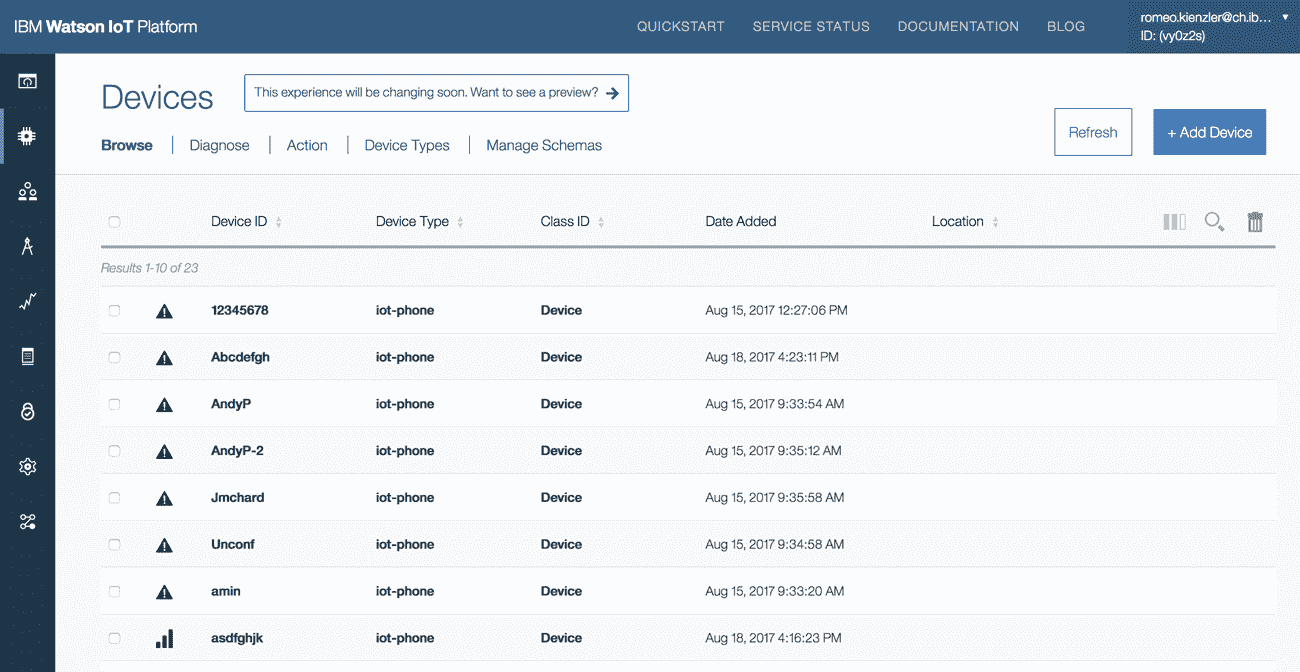 IBM Watson IoT Platform
QUICKSTART SERVICE STATUS DOCUMENTATION BLOG
romeo.kienzler@ch.ib...
ID: (vy0z2s)
Devices
This experience will be changing soon. Want to see a preview?
Browse Diagnose Action Device Types Manage Schemas
Refresh
+ Add Device
Device ID Device Type Class ID Date Added Location
Results 1-10 of 23
12345678 iot-phone Device Aug 15, 2017 12:27:06 PM
Abcdefgh iot-phone Device Aug 18, 2017 4:23:11 PM
AndyP iot-phone Device Aug 15, 2017 9:33:54 AM
AndyP-2 iot-phone Device Aug 15, 2017 9:35:12 AM
Jmchard iot-phone Device Aug 15, 2017 9:35:58 AM
Unconf iot-phone Device Aug 15, 2017 9:34:58 AM
amin iot-phone Device Aug 15, 2017 9:33:20 AM
asdfghjk iot-phone Device Aug 18, 2017 4:16:23 PM